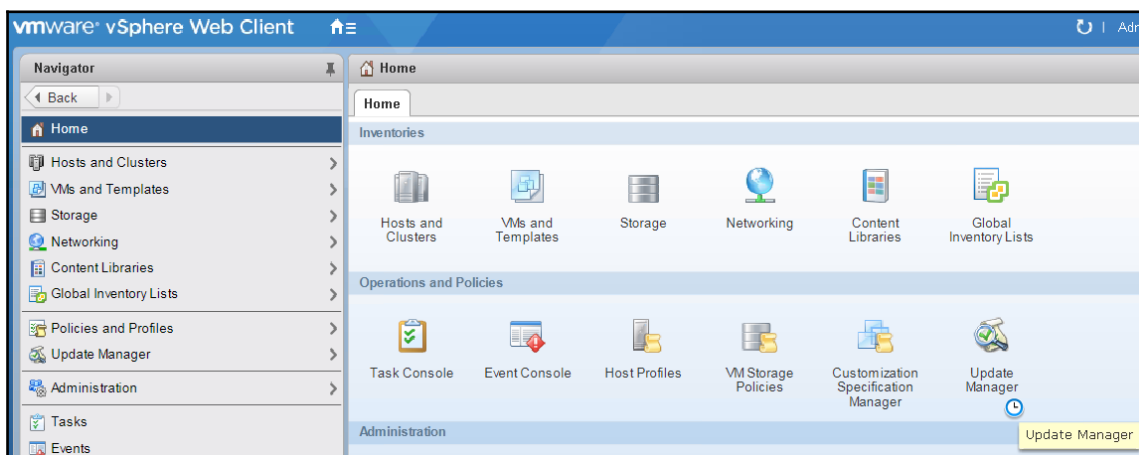 vmware® vSphere Web Client
Adr
Navigator
Home
Back
Home
Home
Inventories
Hosts and Clusters
VMs and Templates
Storage
Networking
Content Libraries
Global Inventory Lists
Hosts and
Clusters
VMs and
Templates
Storage
Networking
Content
Libraries
Global
Inventory Lists
Operations and Policies
Policies and Profiles
Update Manager
Administration
Tasks
Events
Task Console
Event Console
Host Profiles
VM Storage
Policies
Customization
Specification
Manager
Update
Manager
Administration
Update Manager